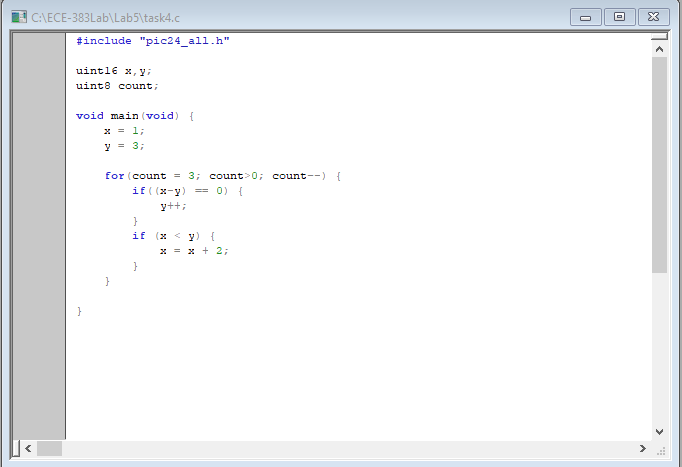 C:\ECE-383Lab\Lab5\task4.c
#include "pic24_all.h"
uint16 x,y;
uint8 count;
void main(void) {
    x = 1;
    y = 3;
    for(count = 3; count>0; count--) {
        if((x-y) == 0) {
            y++;
        }
        if (x < y) {
            x = x + 2;
        }
    }
}